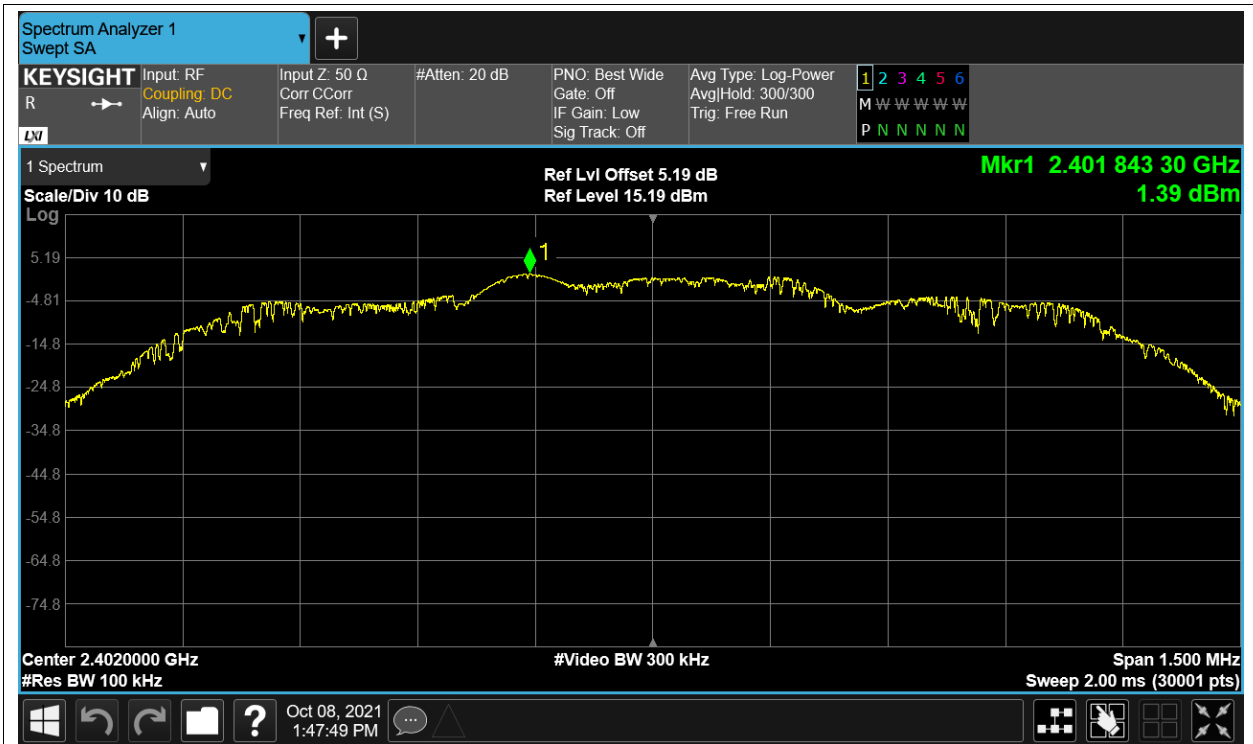 Spectrum Analyzer 1
Swept SA
KEYSIGHT
R
LXI
Input: RF
Coupling: DC
Align: Auto
Input Z: 50 Ω
Corr CCorr
Freq Ref: Int (S)
#Atten: 20 dB
PNO: Best Wide
Gate: Off
IF Gain: Low
Sig Track: Off
Avg Type: Log-Power
Avg|Hold: 300/300
Trig: Free Run
1 2 3 4 5 6
M W W W W W W
P N N N N N
1 Spectrum
Scale/Div 10 dB
Log
Ref Lvl Offset 5.19 dB
Ref Level 15.19 dBm
Mkr1 2.401 843 30 GHz
1.39 dBm
1
5.19
-4.81
-14.8
-24.8
-34.8
-44.8
-54.8
-64.8
-74.8
Center 2.4020000 GHz
#Video BW 300 kHz
Span 1.500 MHz
#Res BW 100 kHz
Sweep 2.00 ms (30001 pts)
?
Oct 08, 2021
1:47:49 PM